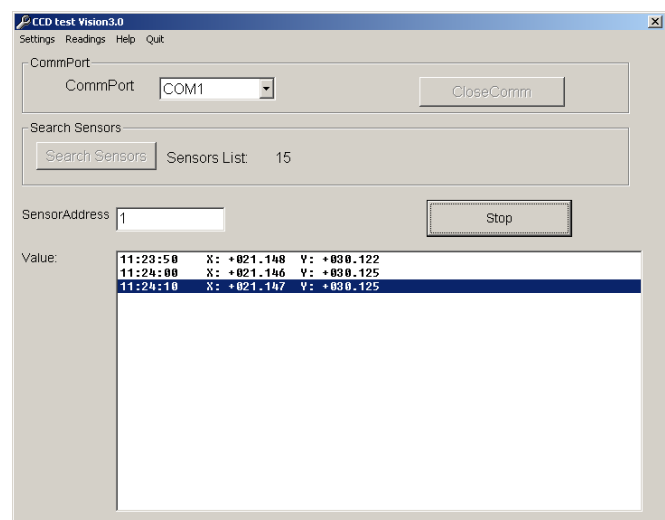 CCD test Vision3.0
Settings Readings Help Quit
CommPort
CommPort COM1 CloseComm
Search Sensors
Search Sensors Sensors List: 15
SensorAddress 1 Stop
Value:
11:23:50 X: +021.148 Y: +030.122
11:24:00 X: +021.146 Y: +030.125
11:24:10 X: +021.147 Y: +030.125